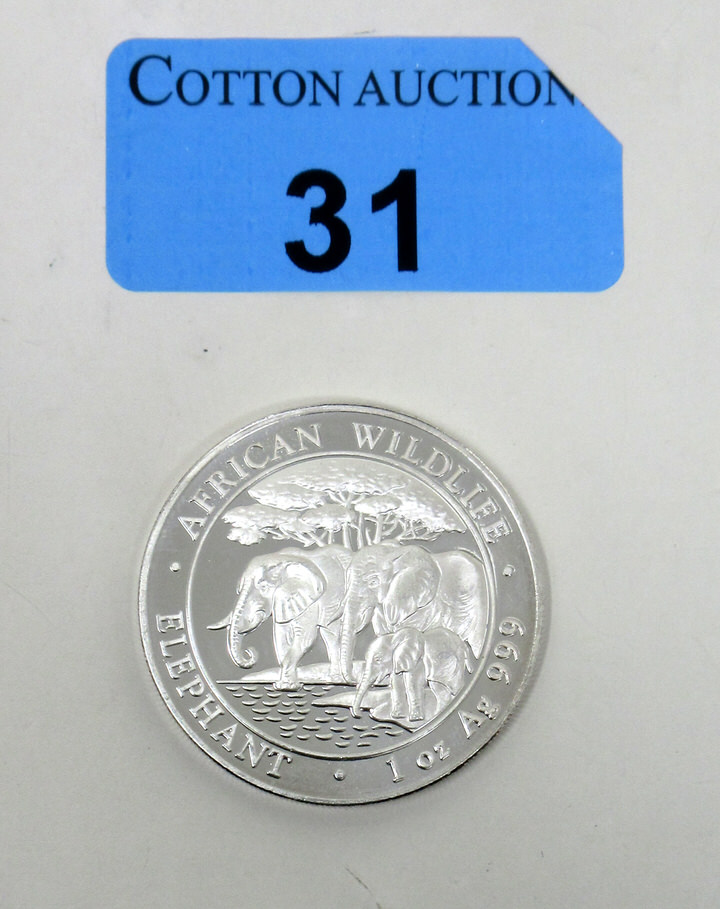 COTTON AUCTION
31
AFRICAN WILDLIFE
ELEPHANT
1 oz Ag 999